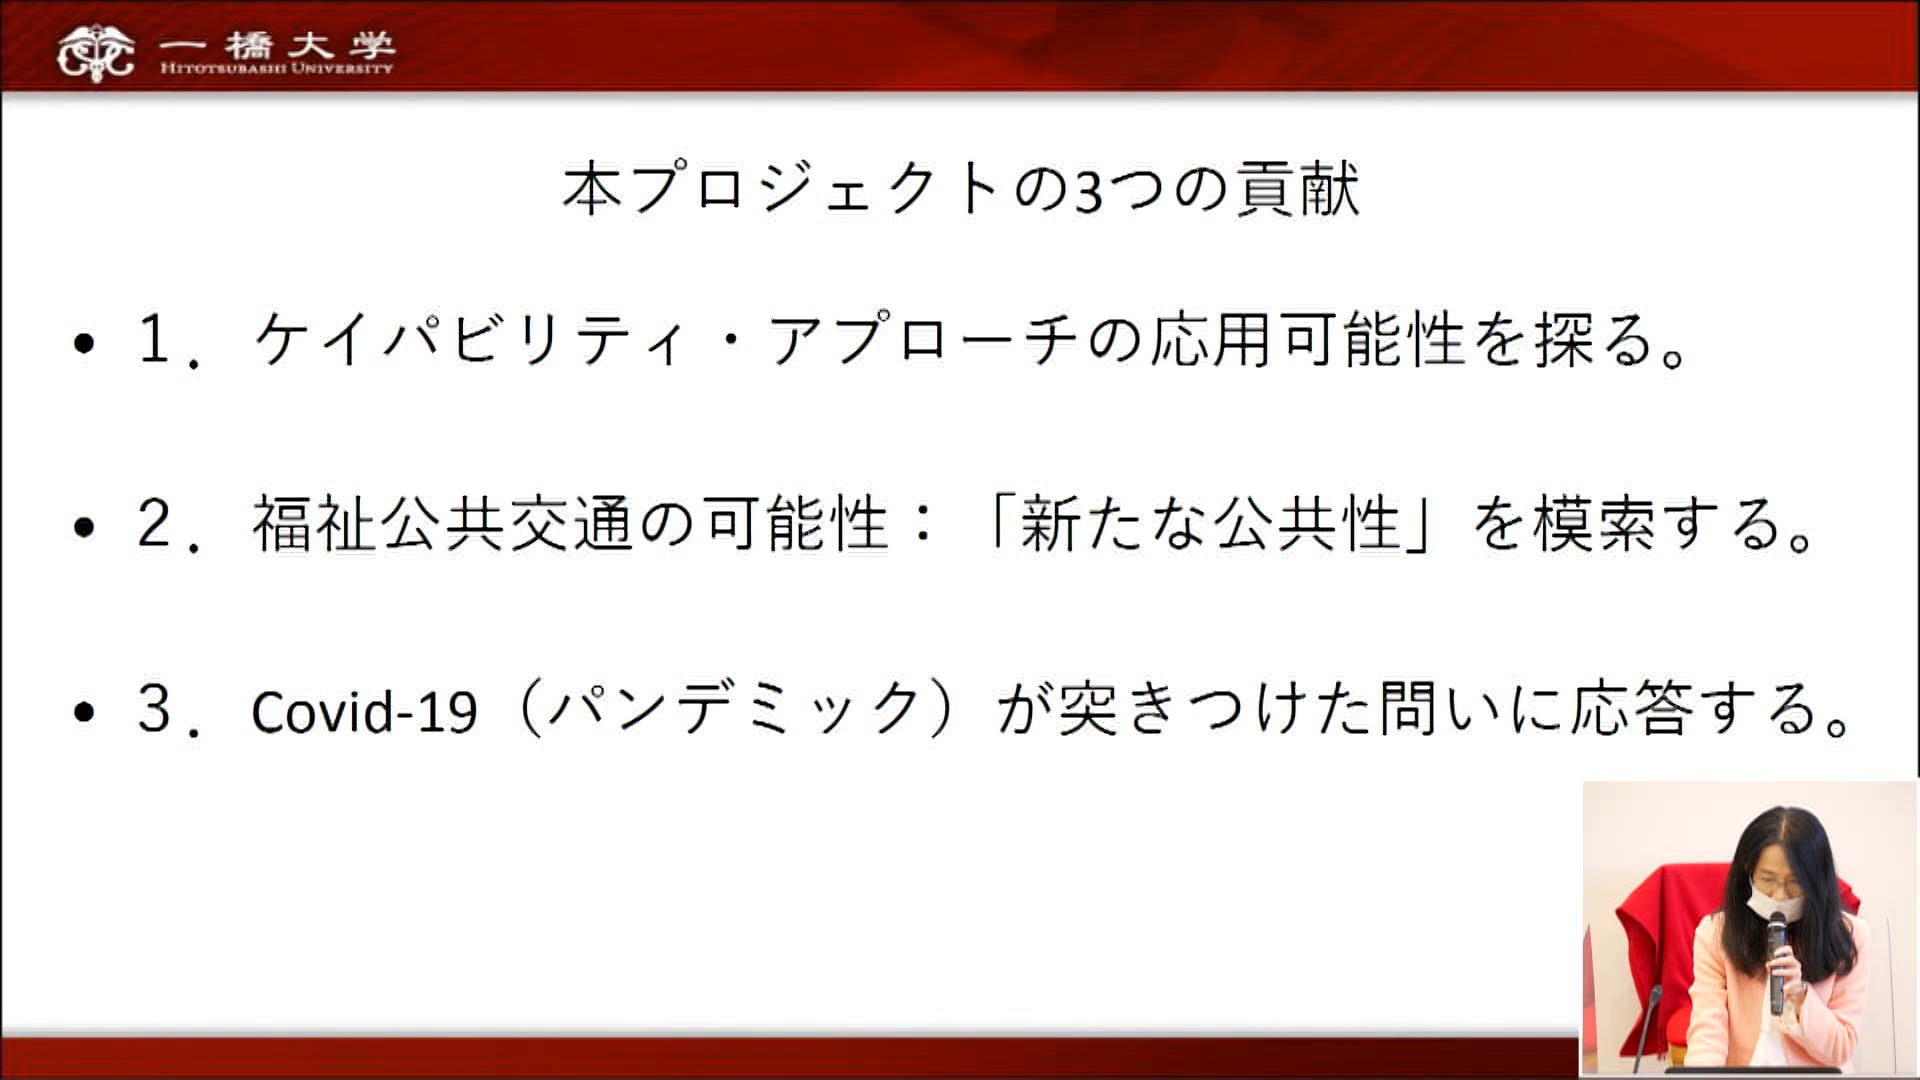 一橋大学
HITOTSUBASHI UNIVERSITY
本プロジェクトの3つの貢献
• 1． ケイパビリティ・アプローチの応用可能性を探る。
• 2． 福祉公共交通の可能性：「新たな公共性」を模索する。
• 3． Covid-19（パンデミック）が突きつけた問いに応答する。